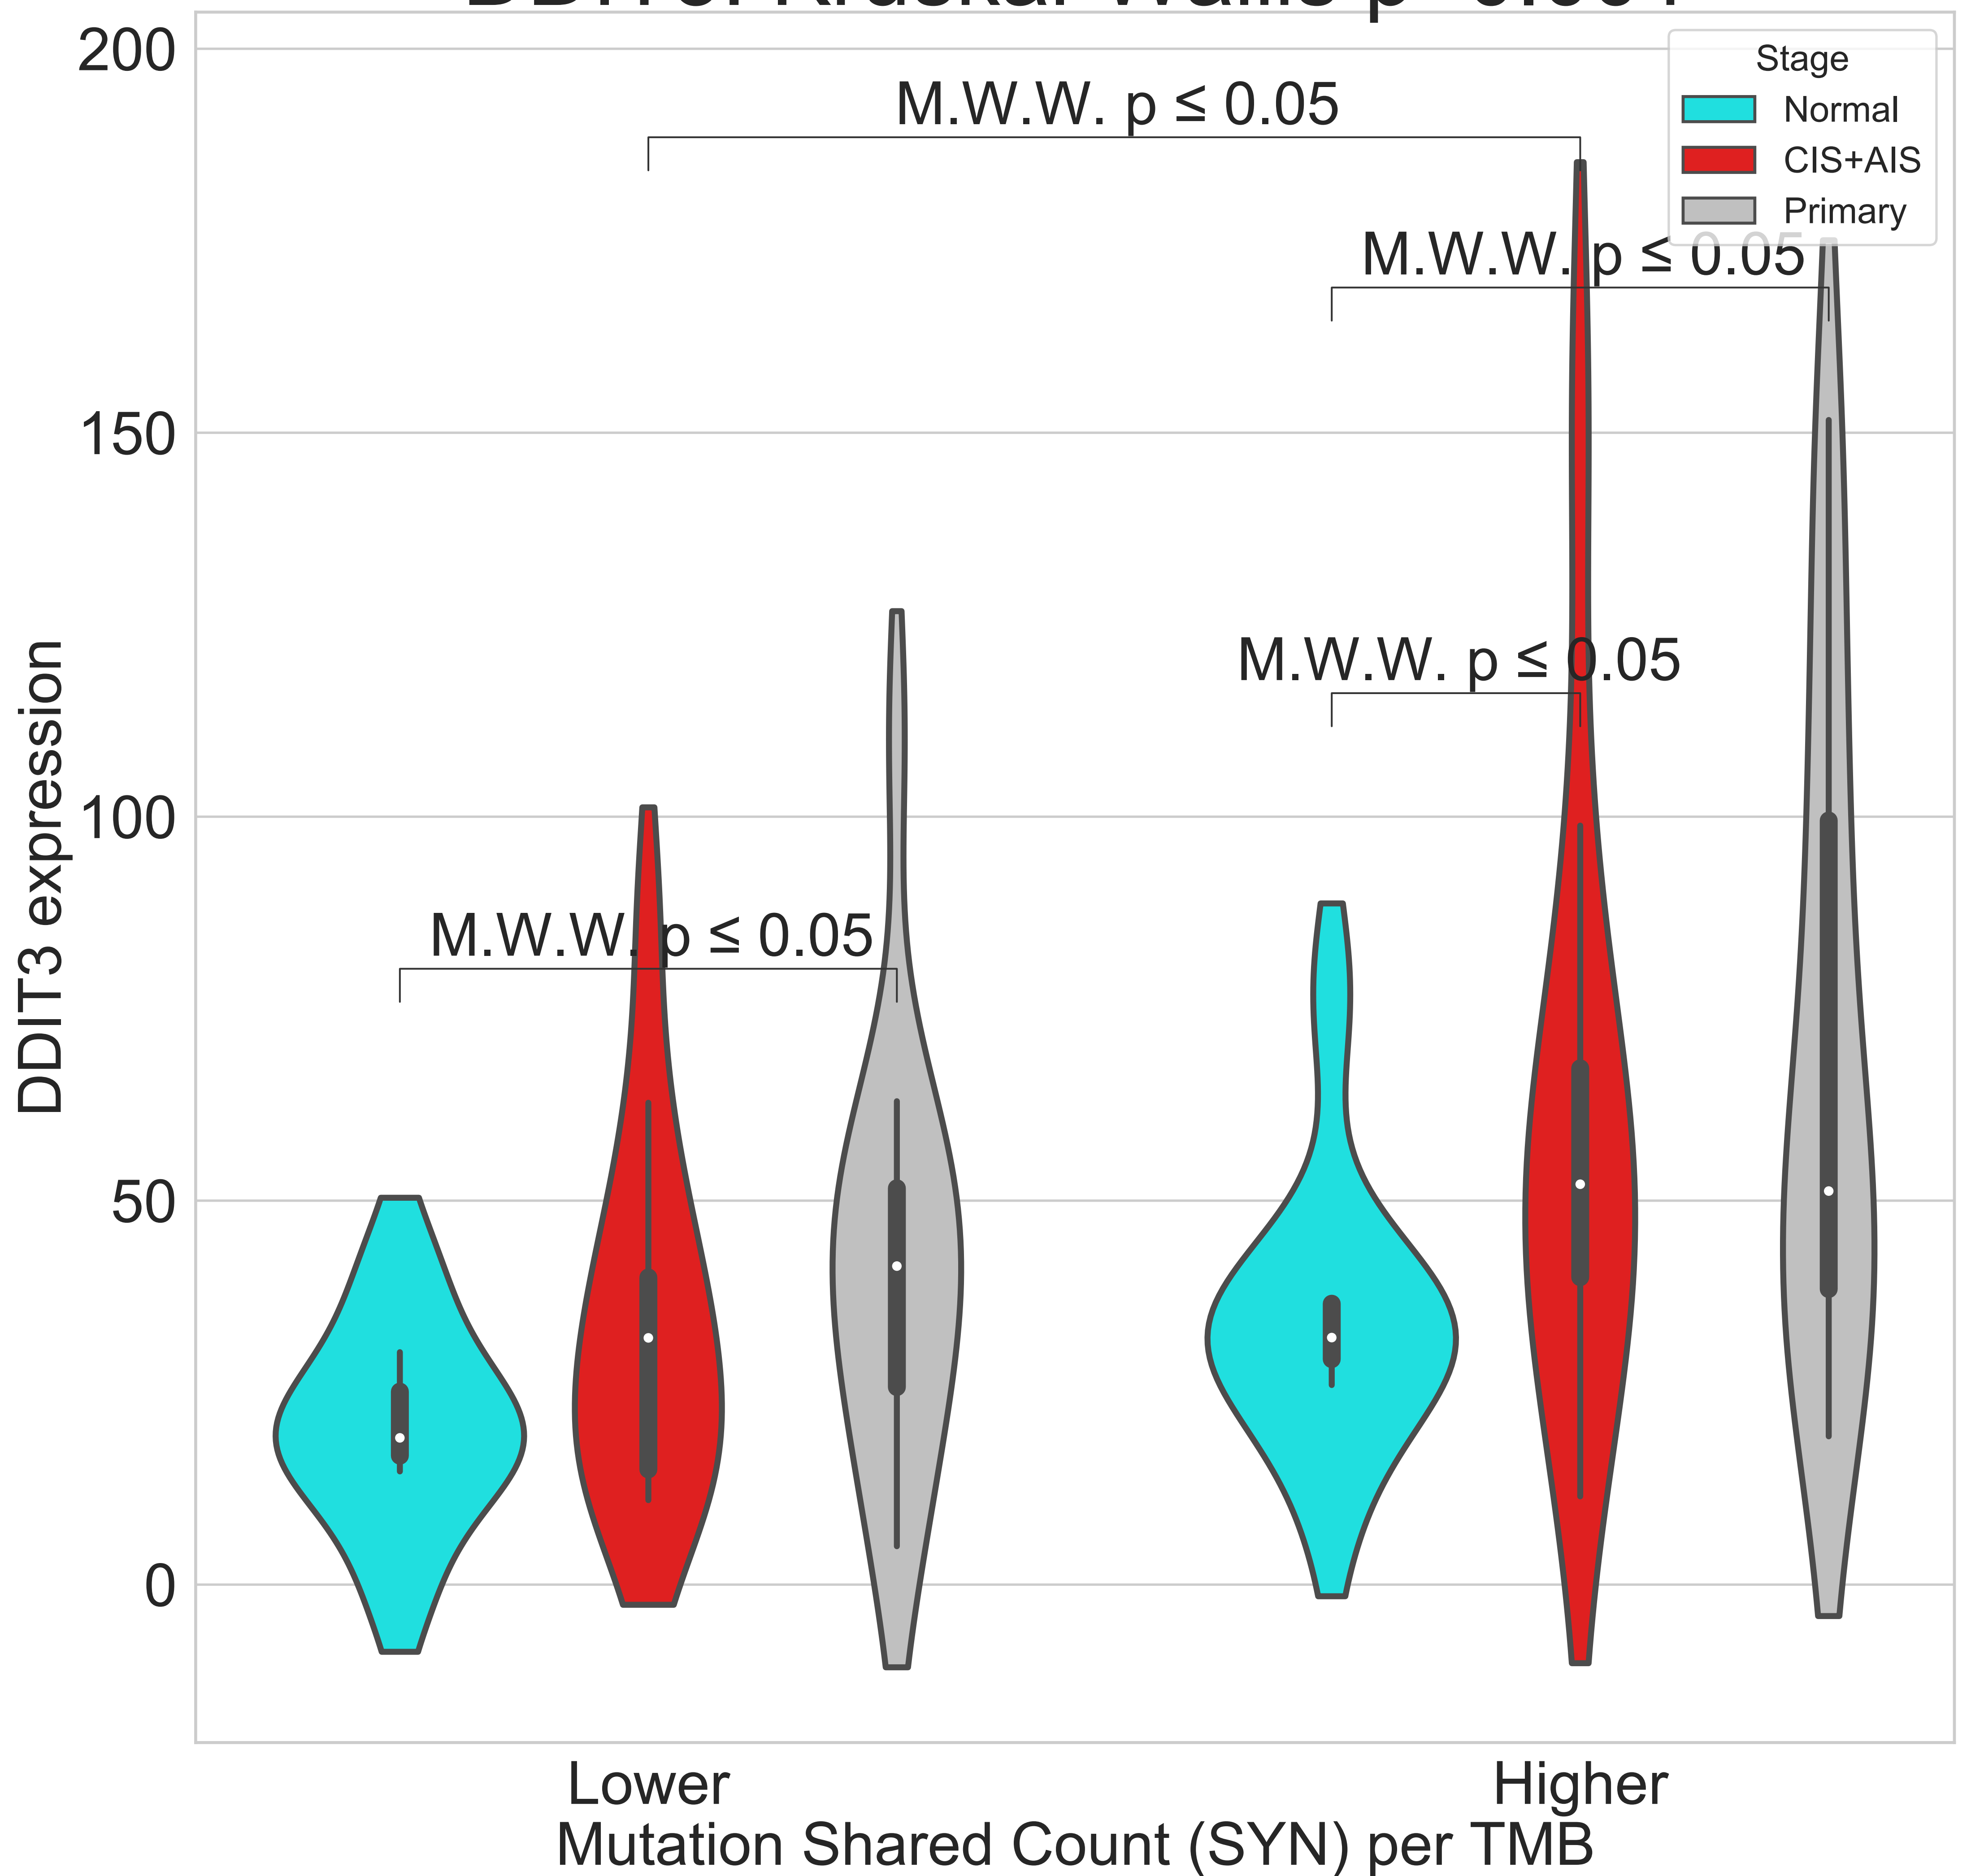 200
150
100
50
0
DDIT3 expression
M.W.W. p ≤ 0.05
M.W.W. p ≤ 0.05
M.W.W. p ≤ 0.05
M.W.W. p ≤ 0.05
Stage
Normal
CIS+AIS
Primary
Lower
Higher
Mutation Shared Count (SYN) per TMB